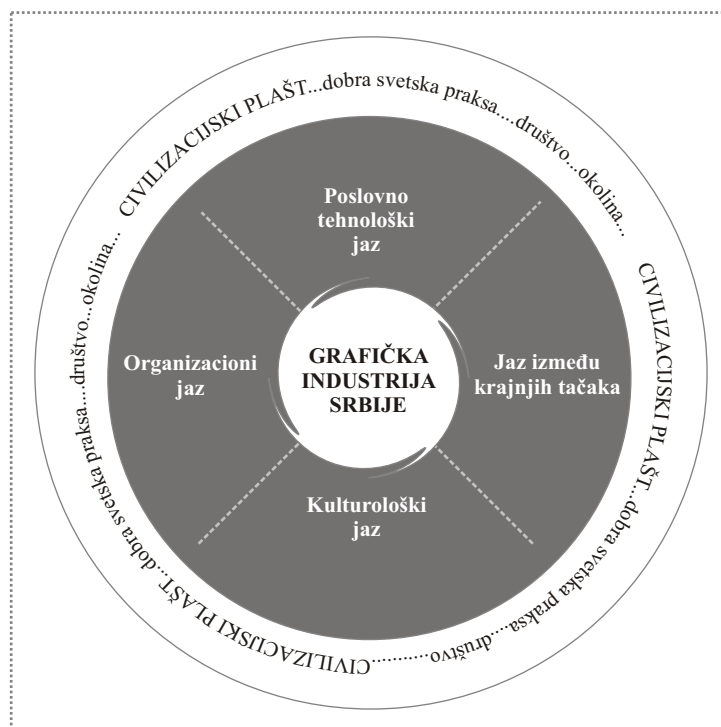 CIVILIZACIJSKI PLAŠT...dobra svetska praksa....društvo...okolina...
CIVILIZACIJSKI PLAŠT...dobra svetska praksa....društvo...........
CIVILIZACIJSKI PLAŠT...dobra svetska praksa....društvo...okolina...
Poslovno
tehnološki
jaz
Organizacioni
jaz
GRAFIČKA
INDUSTRIJA
SRBIJE
Jaz između
krajnjih tačaka
Kulturološki
jaz